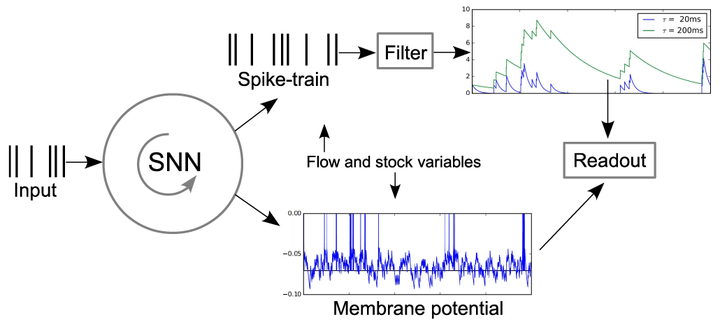 Input
SNN
Spike-train
Filter
10
8
6
4
2
0
τ = 20ms
τ = 200ms
Flow and stock variables
Readout
0.00
−0.05
−0.10
Membrane potential